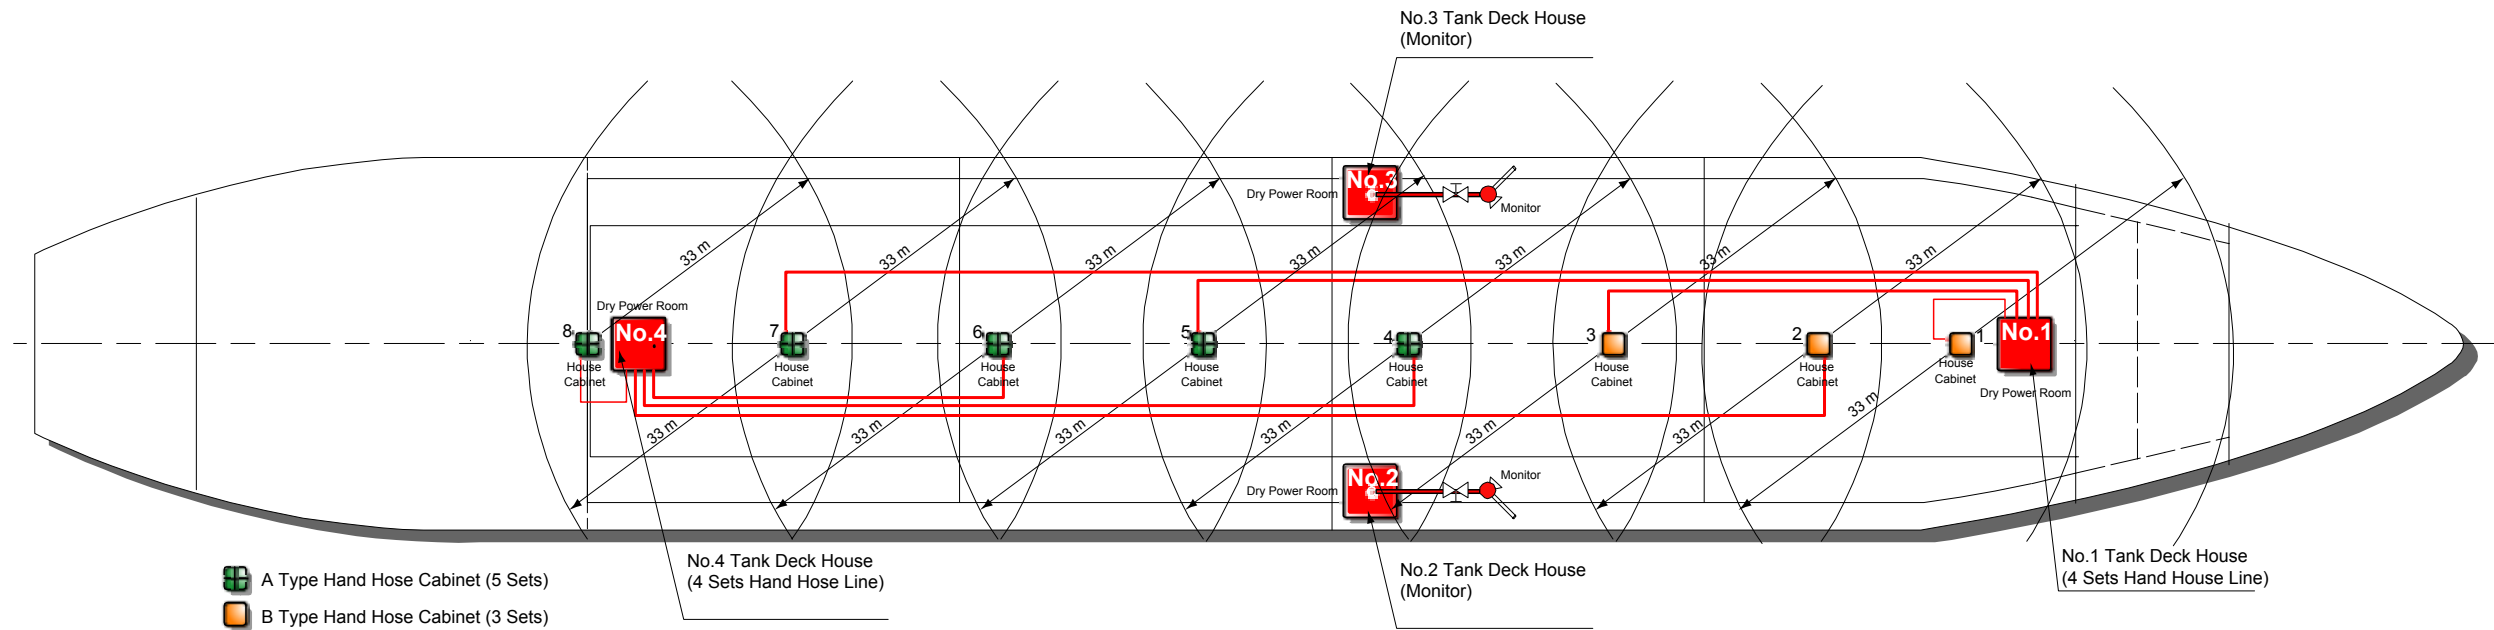 No.3 Tank Deck House
(Monitor)
No.3
Dry Power Room
Monitor
33 m
33 m
33 m
33 m
33 m
33 m
33 m
Dry Power Room
No.4
8
House
Cabinet
7
House
Cabinet
6
House
Cabinet
5
House
Cabinet
4
House
Cabinet
3
House
Cabinet
2
House
Cabinet
1
House
Cabinet
No.1
Dry Power Room
33 m
33 m
33 m
33 m
33 m
33 m
33 m
No.2
Dry Power Room
Monitor
No.4 Tank Deck House
(4 Sets Hand Hose Line)
No.2 Tank Deck House
(Monitor)
No.1 Tank Deck House
(4 Sets Hand House Line)
A Type Hand Hose Cabinet (5 Sets)
B Type Hand Hose Cabinet (3 Sets)